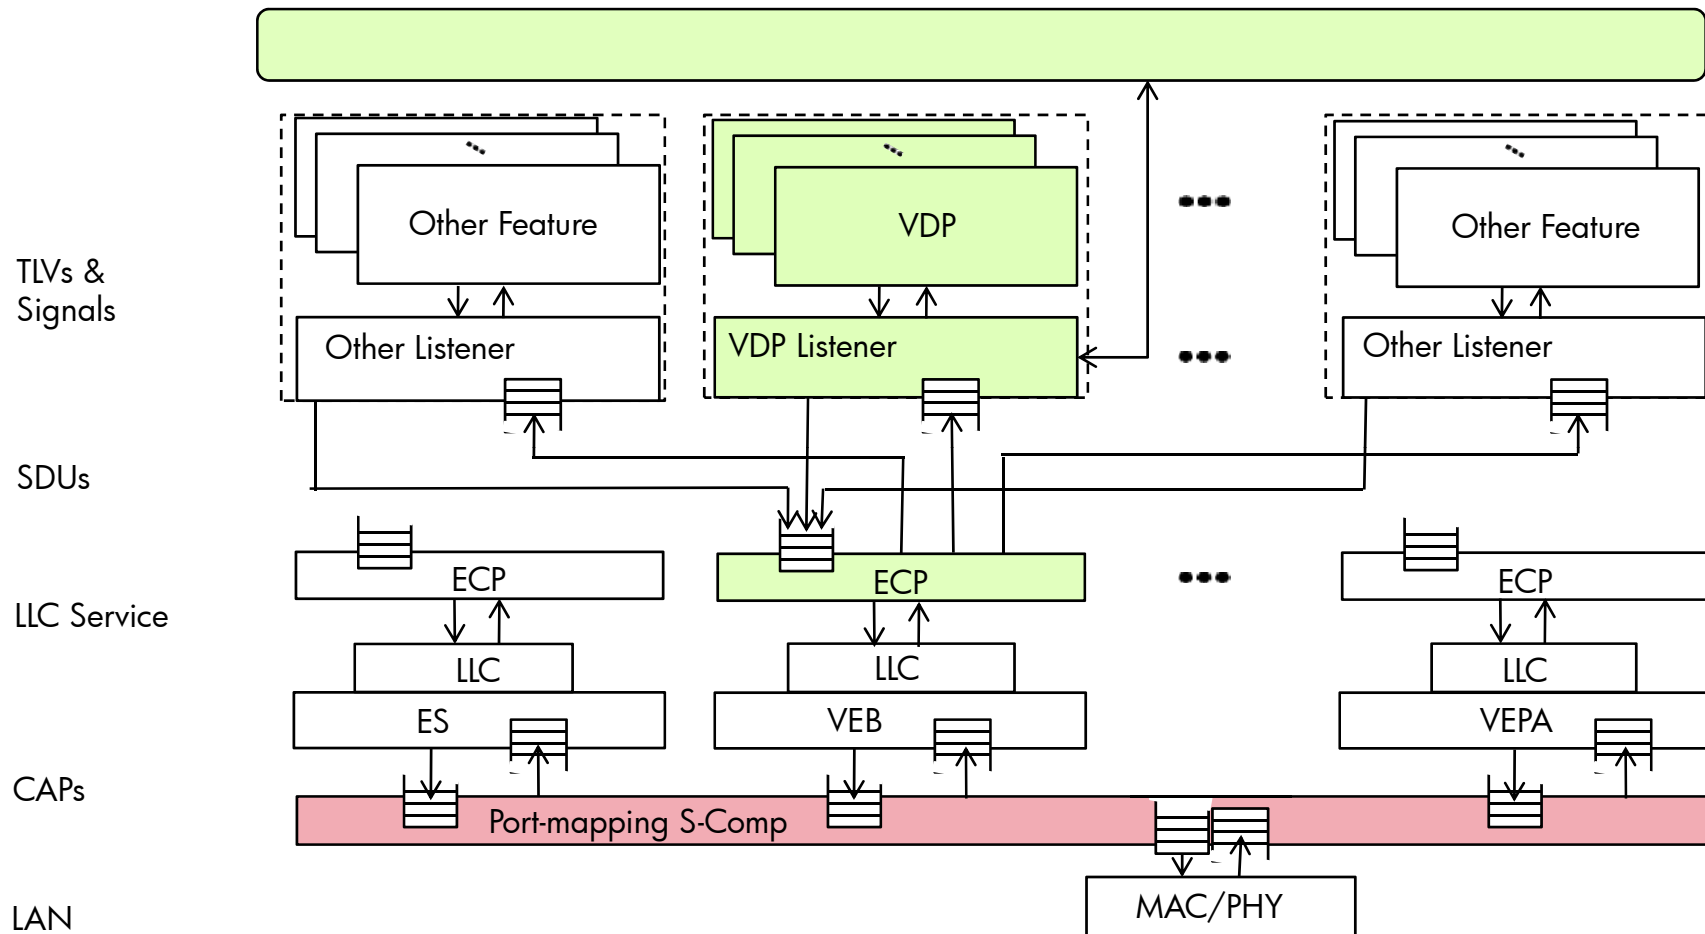 Other Feature
VDP
Other Feature
TLVs &
Signals
Other Listener
VDP Listener
Other Listener
SDUs
ECP
ECP
ECP
LLC Service
LLC
LLC
LLC
ES
VEB
VEPA
CAPs
Port-mapping S-Comp
MAC/PHY
LAN